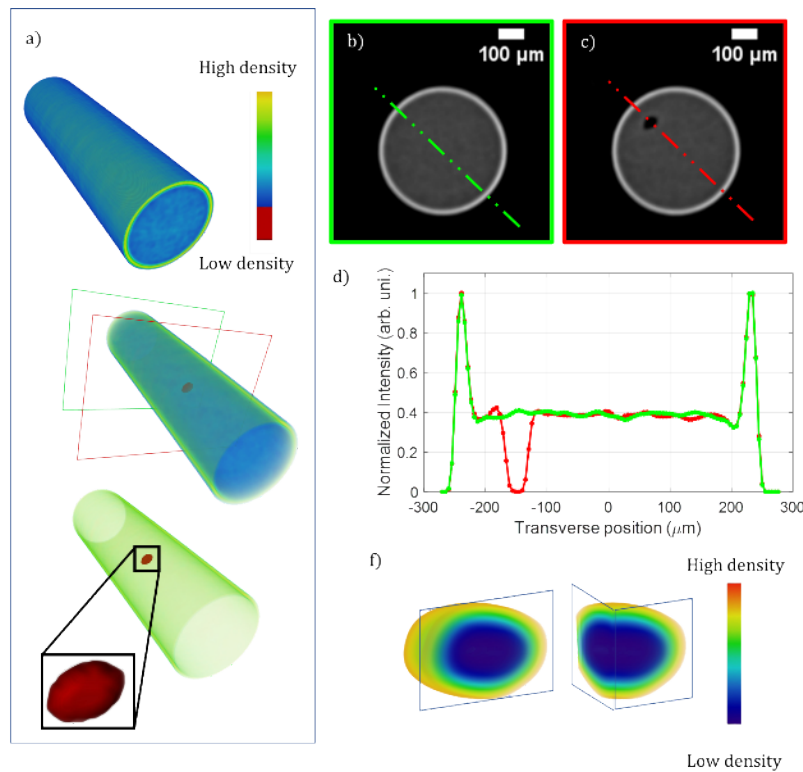 a)
High density
Low density
b)
100 µm
c)
100 µm
d)
Normalized Intensity (arb. uni.)
1
0.8
0.6
0.4
0.2
0
-300
-200
-100
0
100
200
300
Transverse position (µm)
f)
High density
Low density